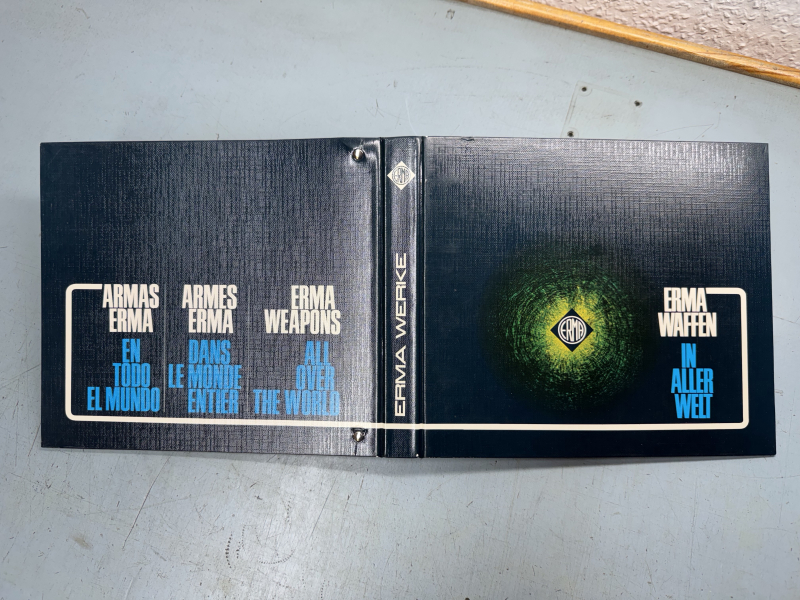 ARMAS
ERMA
EN
TODO
EL MUNDO
ARMES
ERMA
DANS
LE MONDE
ENTIER
ERMA
WEAPONS
ALL
OVER
THE WORLD
ERMA
ERMA WERKE
ERMA
ERMA
WAFFEN
IN
ALLER
WELT